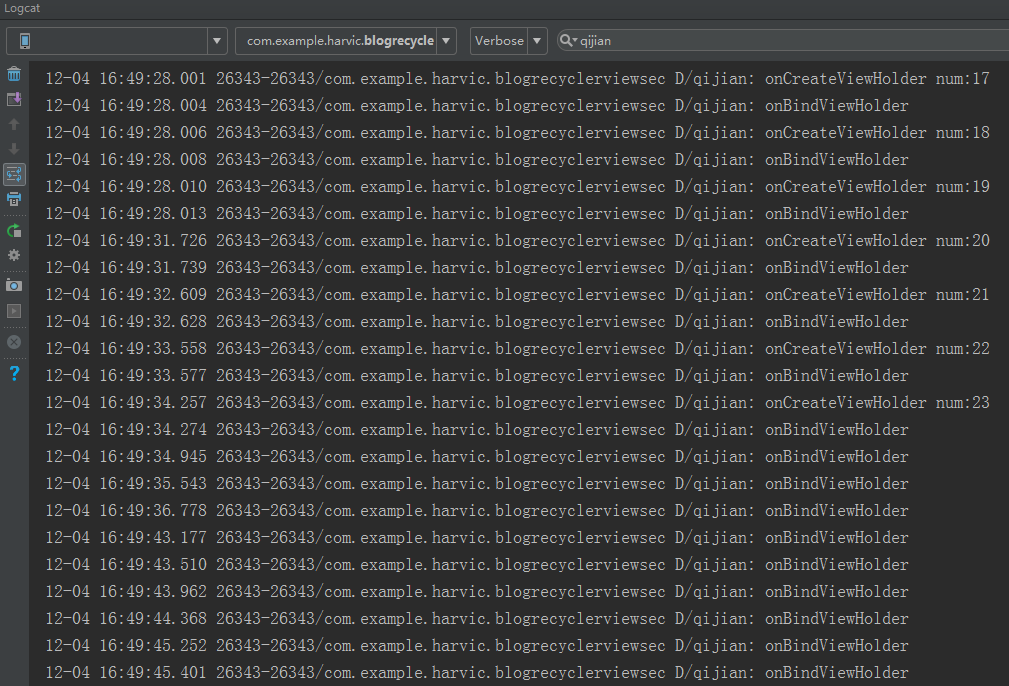 Logcat
com.example.harvic.blogrecycle Verbose qijian
12-04 16:49:28.001 26343-26343/com.example.harvic.blogrecyclerviewsec D/qijian: onCreateViewHolder num:17
12-04 16:49:28.004 26343-26343/com.example.harvic.blogrecyclerviewsec D/qijian: onBindViewHolder
12-04 16:49:28.006 26343-26343/com.example.harvic.blogrecyclerviewsec D/qijian: onCreateViewHolder num:18
12-04 16:49:28.008 26343-26343/com.example.harvic.blogrecyclerviewsec D/qijian: onBindViewHolder
12-04 16:49:28.010 26343-26343/com.example.harvic.blogrecyclerviewsec D/qijian: onCreateViewHolder num:19
12-04 16:49:28.013 26343-26343/com.example.harvic.blogrecyclerviewsec D/qijian: onBindViewHolder
12-04 16:49:31.726 26343-26343/com.example.harvic.blogrecyclerviewsec D/qijian: onCreateViewHolder num:20
12-04 16:49:31.739 26343-26343/com.example.harvic.blogrecyclerviewsec D/qijian: onBindViewHolder
12-04 16:49:32.609 26343-26343/com.example.harvic.blogrecyclerviewsec D/qijian: onCreateViewHolder num:21
12-04 16:49:32.628 26343-26343/com.example.harvic.blogrecyclerviewsec D/qijian: onBindViewHolder
12-04 16:49:33.558 26343-26343/com.example.harvic.blogrecyclerviewsec D/qijian: onCreateViewHolder num:22
12-04 16:49:33.577 26343-26343/com.example.harvic.blogrecyclerviewsec D/qijian: onBindViewHolder
12-04 16:49:34.257 26343-26343/com.example.harvic.blogrecyclerviewsec D/qijian: onCreateViewHolder num:23
12-04 16:49:34.274 26343-26343/com.example.harvic.blogrecyclerviewsec D/qijian: onBindViewHolder
12-04 16:49:34.945 26343-26343/com.example.harvic.blogrecyclerviewsec D/qijian: onBindViewHolder
12-04 16:49:35.543 26343-26343/com.example.harvic.blogrecyclerviewsec D/qijian: onBindViewHolder
12-04 16:49:36.778 26343-26343/com.example.harvic.blogrecyclerviewsec D/qijian: onBindViewHolder
12-04 16:49:43.177 26343-26343/com.example.harvic.blogrecyclerviewsec D/qijian: onBindViewHolder
12-04 16:49:43.510 26343-26343/com.example.harvic.blogrecyclerviewsec D/qijian: onBindViewHolder
12-04 16:49:43.962 26343-26343/com.example.harvic.blogrecyclerviewsec D/qijian: onBindViewHolder
12-04 16:49:44.368 26343-26343/com.example.harvic.blogrecyclerviewsec D/qijian: onBindViewHolder
12-04 16:49:45.252 26343-26343/com.example.harvic.blogrecyclerviewsec D/qijian: onBindViewHolder
12-04 16:49:45.401 26343-26343/com.example.harvic.blogrecyclerviewsec D/qijian: onBindViewHolder